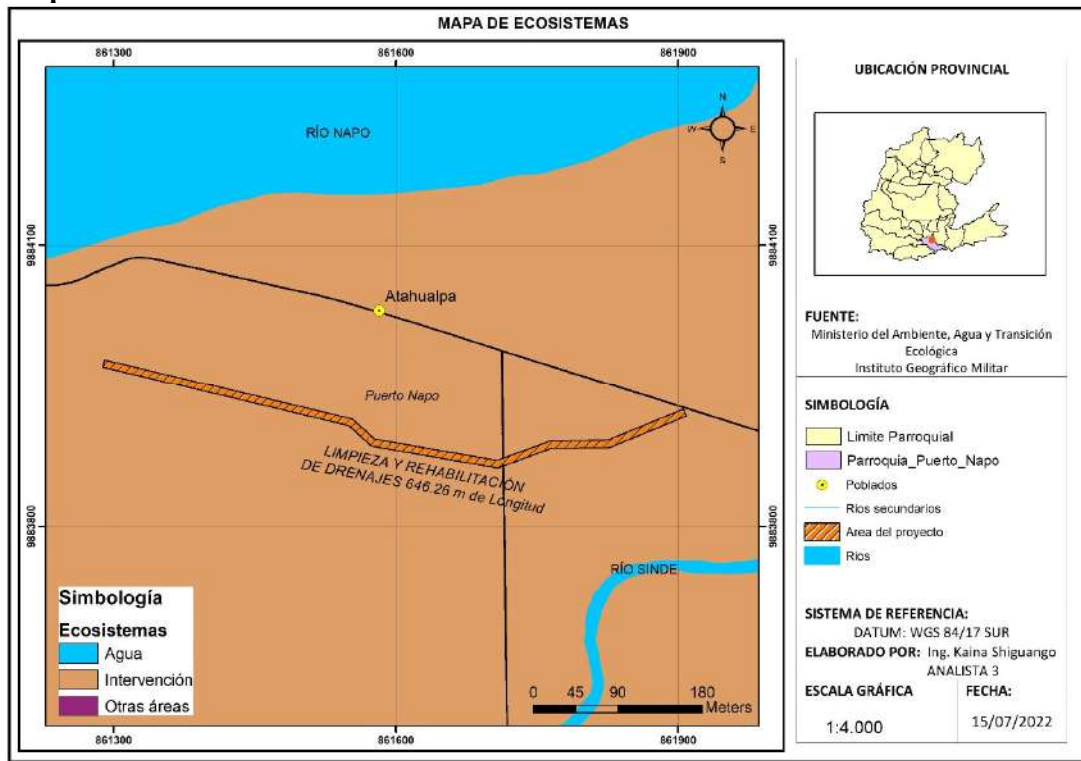 MAPA DE ECOSISTEMAS
861300
861600
861900
RÍO NAPO
N
W
E
S
9884100
9884100
Atahualpa
Puerto Napo
LIMPIEZA Y REHABILITACIÓN
DE DRENAJES 646.26 m de Longitud
9883800
9883800
RÍO SINDE
Simbología
Ecosistemas
Agua
Intervención
Otras áreas
0 45 90 180
Meters
861300
861600
861900
UBICACIÓN PROVINCIAL
FUENTE:
Ministerio del Ambiente, Agua y Transición
Ecológica
Instituto Geográfico Militar
SIMBOLOGÍA
Limite Parroquial
Parroquia_Puerto_Napo
Poblados
Rios secundarios
Area del proyecto
Rios
SISTEMA DE REFERENCIA:
DATUM: WGS 84/17 SUR
ELABORADO POR: Ing. Kaina Shiguango
ANALISTA 3
ESCALA GRÁFICA
1:4.000
FECHA:
15/07/2022